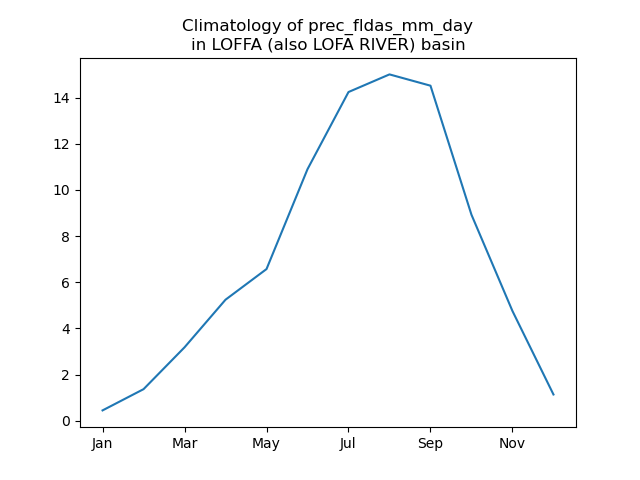 Climatology of prec_fldas_mm_day
in LOFFA (also LOFA RIVER) basin
14
12
10
8
6
4
2
0
Jan Mar May Jul Sep Nov